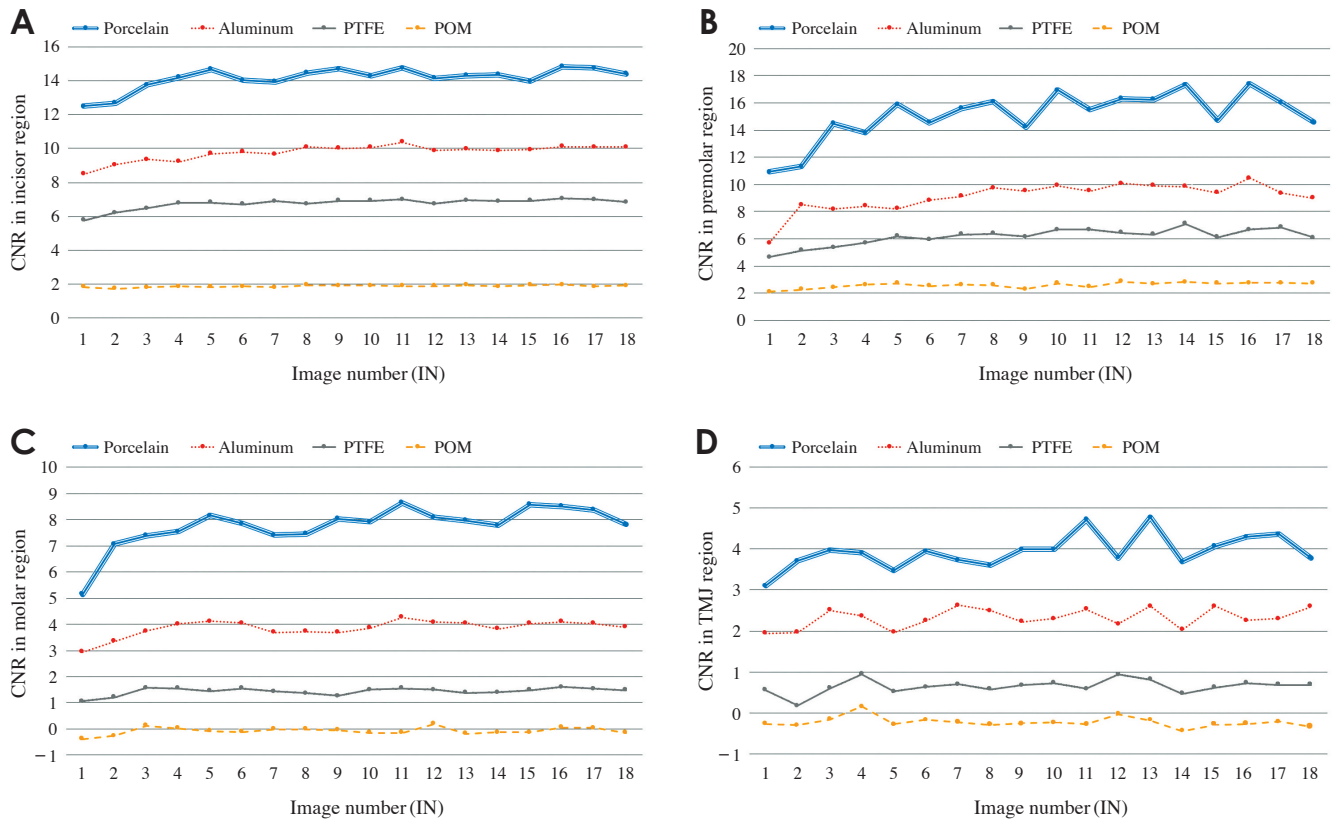 A
Porcelain Aluminum PTFE POM
CNR in incisor region
16
14
12
10
8
6
4
2
0
1 2 3 4 5 6 7 8 9 10 11 12 13 14 15 16 17 18
Image number (IN)
B
Porcelain Aluminum PTFE POM
CNR in premolar region
20
18
16
14
12
10
8
6
4
2
0
1 2 3 4 5 6 7 8 9 10 11 12 13 14 15 16 17 18
Image number (IN)
C
Porcelain Aluminum PTFE POM
CNR in molar region
10
9
8
7
6
5
4
3
2
1
0
−1
1 2 3 4 5 6 7 8 9 10 11 12 13 14 15 16 17 18
Image number (IN)
D
Porcelain Aluminum PTFE POM
CNR in TMJ region
6
5
4
3
2
1
0
−1
1 2 3 4 5 6 7 8 9 10 11 12 13 14 15 16 17 18
Image number (IN)